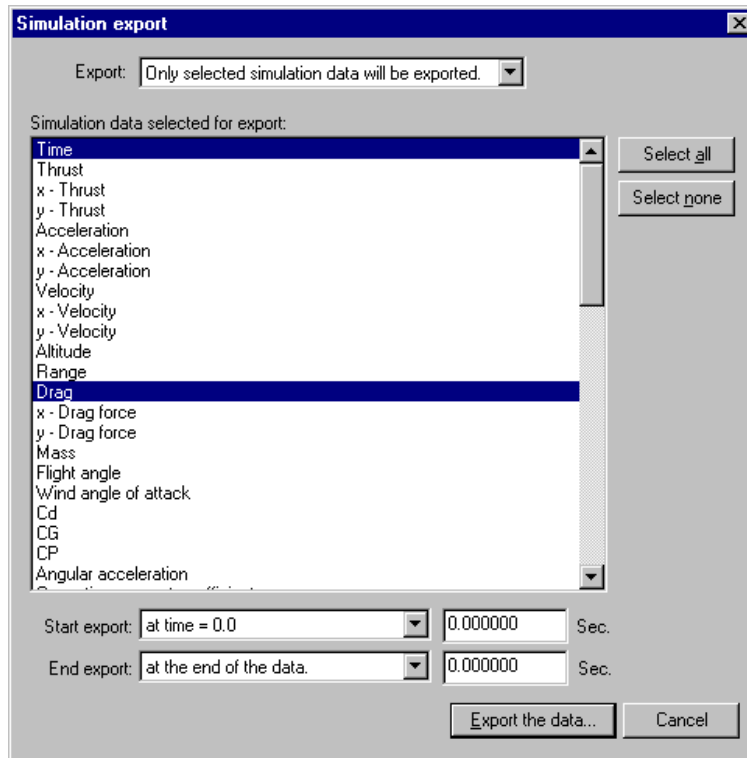 Simulation export
Export: Only selected simulation data will be exported.
Simulation data selected for export:
Time
Select all
Thrust
x - Thrust
Select none
y - Thrust
Acceleration
x - Acceleration
y - Acceleration
Velocity
x - Velocity
y - Velocity
Altitude
Range
Drag
x - Drag force
y - Drag force
Mass
Flight angle
Wind angle of attack
Cd
CG
CP
Angular acceleration
Start export: at time = 0.0 0.000000 Sec.
End export: at the end of the data. 0.000000 Sec.
Export the data... Cancel